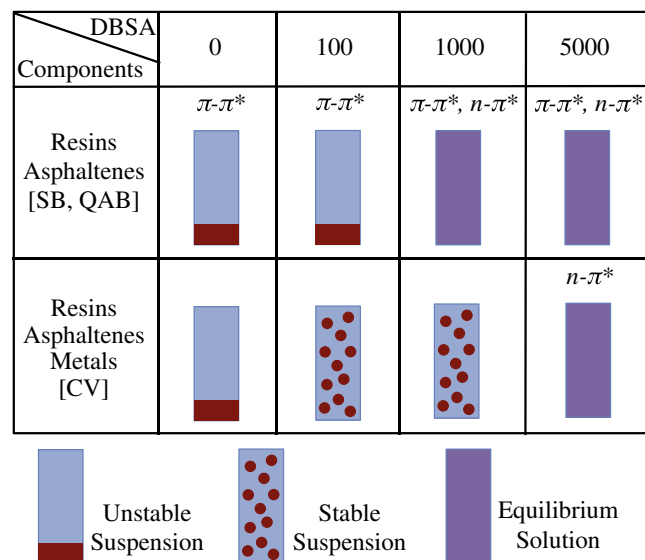 DBSA
Components
0
100
1000
5000
Resins
Asphaltenes
[SB, QAB]
π-π*
π-π*
π-π*, n-π*
π-π*, n-π*
Resins
Asphaltenes
Metals
[CV]
n-π*
Unstable
Suspension
Stable
Suspension
Equilibrium
Solution